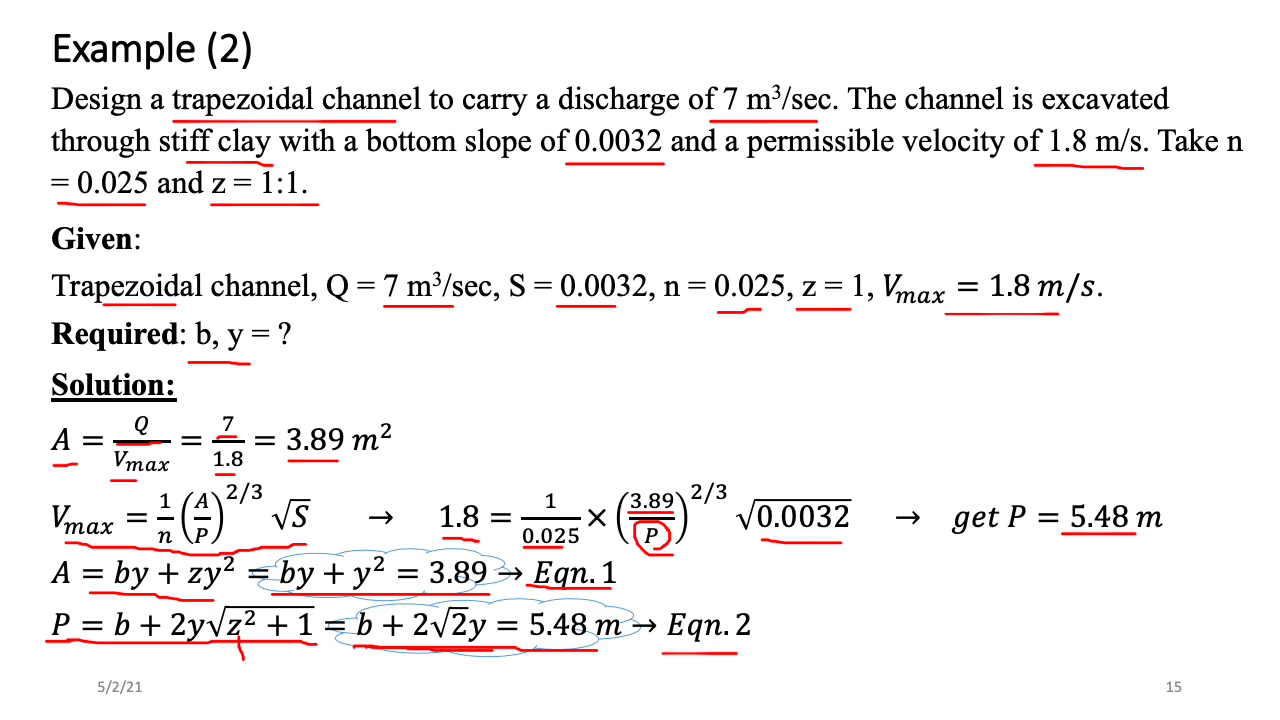 Example (2)
Design a trapezoidal channel to carry a discharge of 7 m³/sec. The channel is excavated
through stiff clay with a bottom slope of 0.0032 and a permissible velocity of 1.8 m/s. Take n
= 0.025 and z = 1:1.
Given:
Trapezoidal channel, Q = 7 m³/sec, S = 0.0032, n = 0.025, z = 1, Vmax = 1.8 m/s.
Required: b, y = ?
Solution:
A = Q/Vmax = 7/1.8 = 3.89 m²
Vmax = 1/n (A/P)^2/3 √S → 1.8 = 1/0.025 × (3.89/P)^2/3 √0.0032 → get P = 5.48 m
A = by + zy² = by + y² = 3.89 → Eqn. 1
P = b + 2y√z² + 1 = b + 2√2y = 5.48 m → Eqn. 2
5/2/21
15